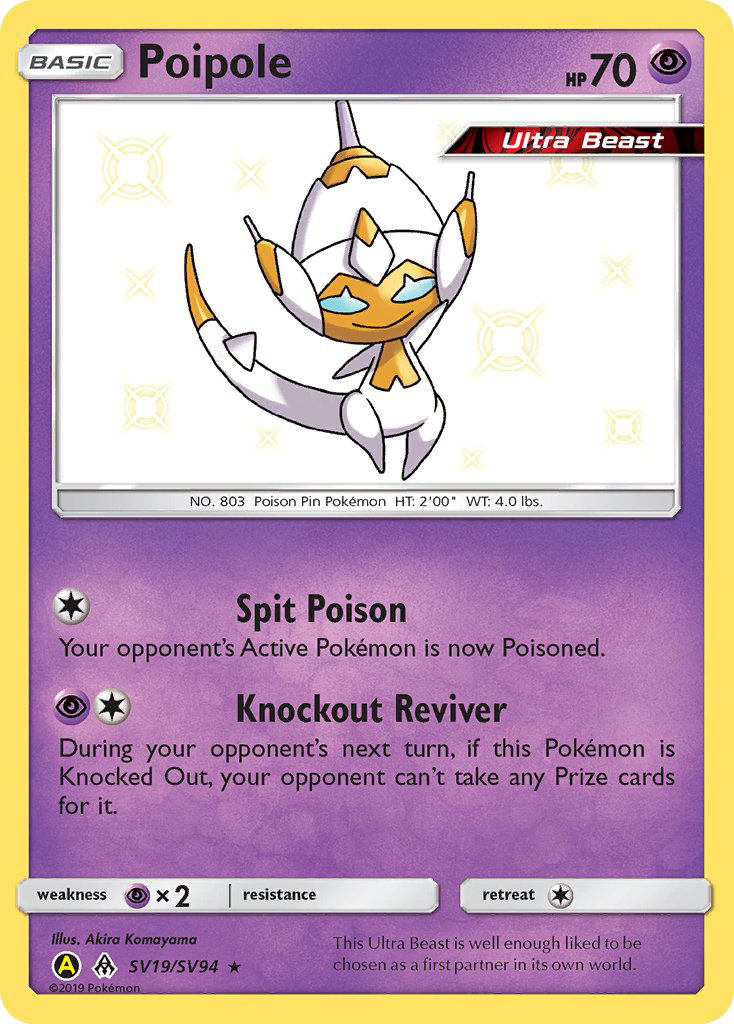 BASIC Poipole HP70
Ultra Beast
NO. 803 Poison Pin Pokémon HT: 2'00" WT: 4.0 lbs.
Spit Poison
Your opponent's Active Pokémon is now Poisoned.
Knockout Reviver
During your opponent's next turn, if this Pokémon is
Knocked Out, your opponent can't take any Prize cards
for it.
weakness ×2 resistance retreat
Illus. Akira Komayama
A SV19/SV94 ★
©2019 Pokémon
This Ultra Beast is well enough liked to be
chosen as a first partner in its own world.